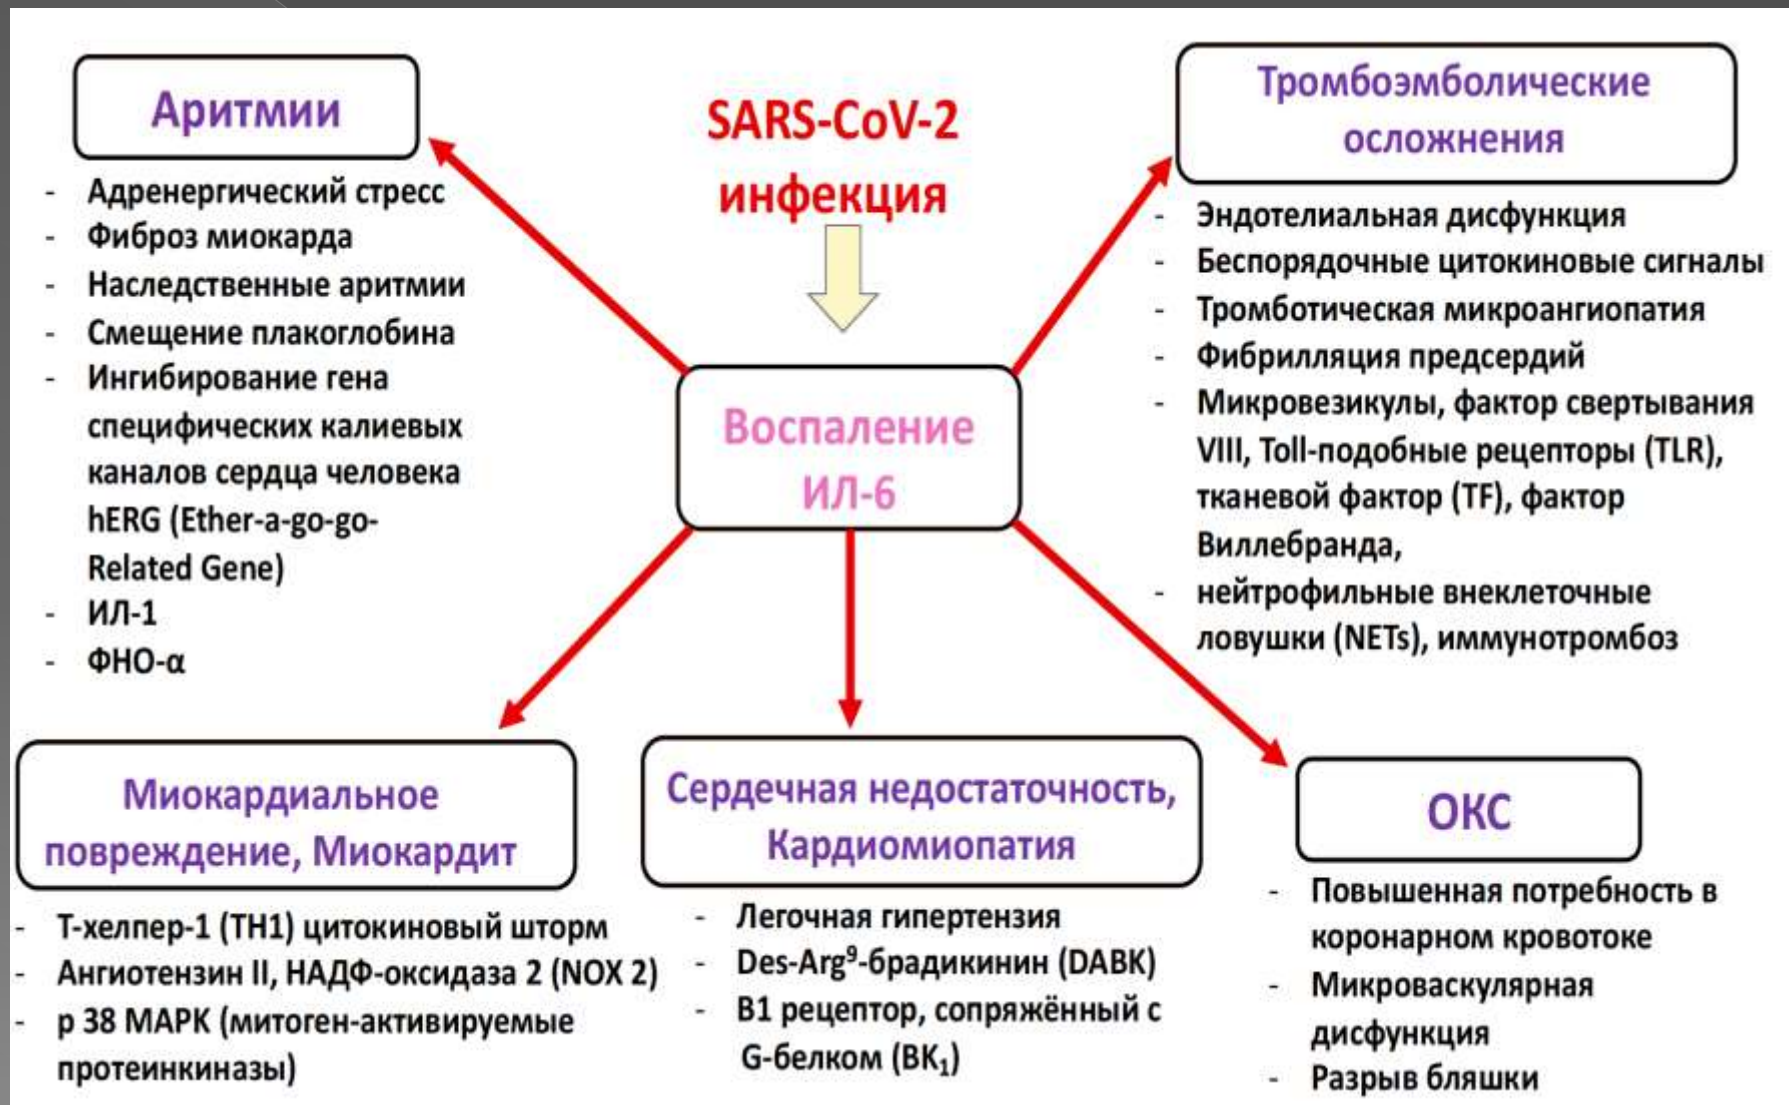 Аритмии
- Адренергический стресс
- Фиброз миокарда
- Наследственные аритмии
- Смещение плакоглобина
- Ингибирование гена
специфических калиевых
каналов сердца человека
hERG (Ether-a-go-go-
Related Gene)
- ИЛ-1
- ФНО-α
SARS-CoV-2
инфекция
Воспаление
ИЛ-6
Тромбоэмболические
осложнения
- Эндотелиальная дисфункция
- Беспорядочные цитокиновые сигналы
- Тромботическая микроангиопатия
- Фибрилляция предсердий
- Микровезикулы, фактор свертывания
VIII, Toll-подобные рецепторы (TLR),
тканевой фактор (TF), фактор
Виллебранда,
- нейтрофильные внеклеточные
ловушки (NETs), иммунотромбоз
Миокардиальное
повреждение, Миокардит
- Т-хелпер-1 (TH1) цитокиновый шторм
- Ангиотензин II, НАДФ-оксидаза 2 (NOX 2)
- р 38 МАРК (митоген-активируемые
протеинкиназы)
Сердечная недостаточность,
Кардиомиопатия
- Легочная гипертензия
- Des-Arg⁹-брадикинин (DABK)
- В1 рецептор, сопряжённый с
G-белком (BK₁)
ОКС
- Повышенная потребность в
коронарном кровотоке
- Микроваскулярная
дисфункция
- Разрыв бляшки